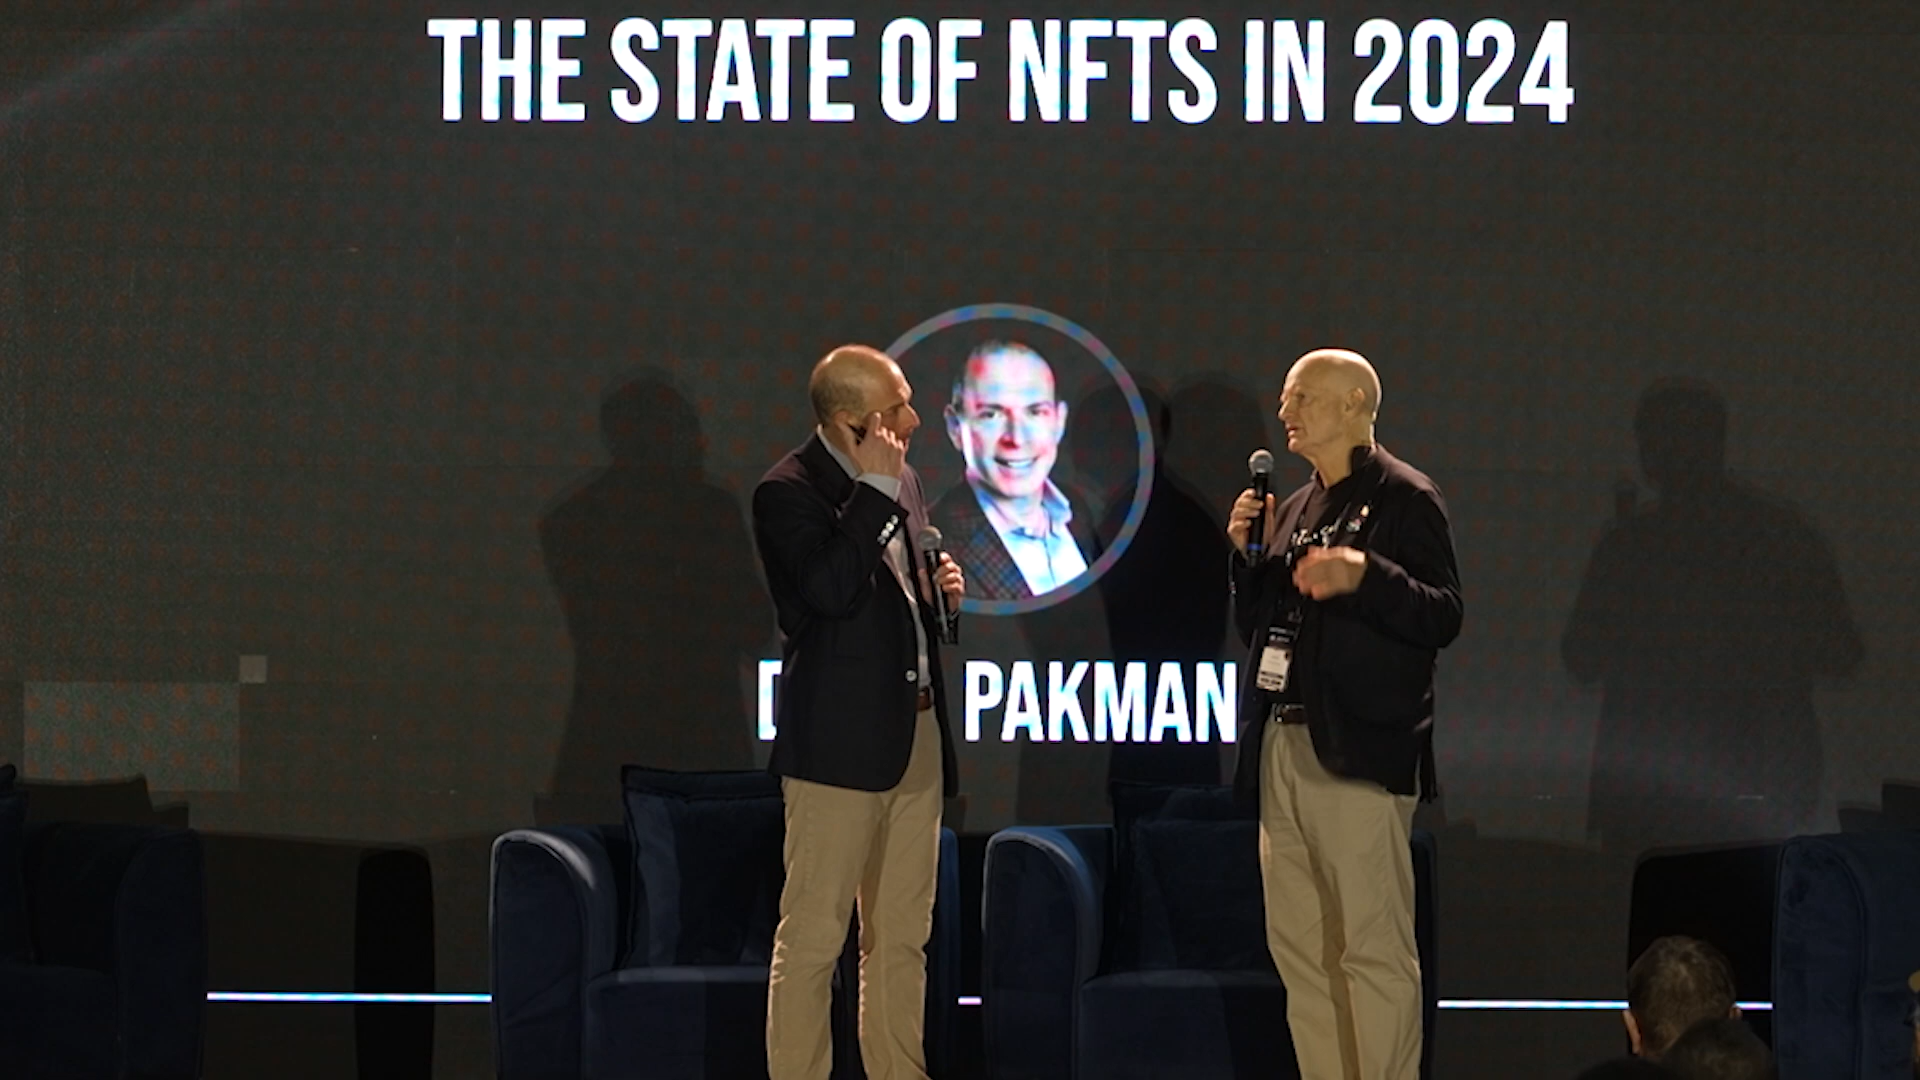 THE STATE OF NFTS IN 2024
D PAKMAN